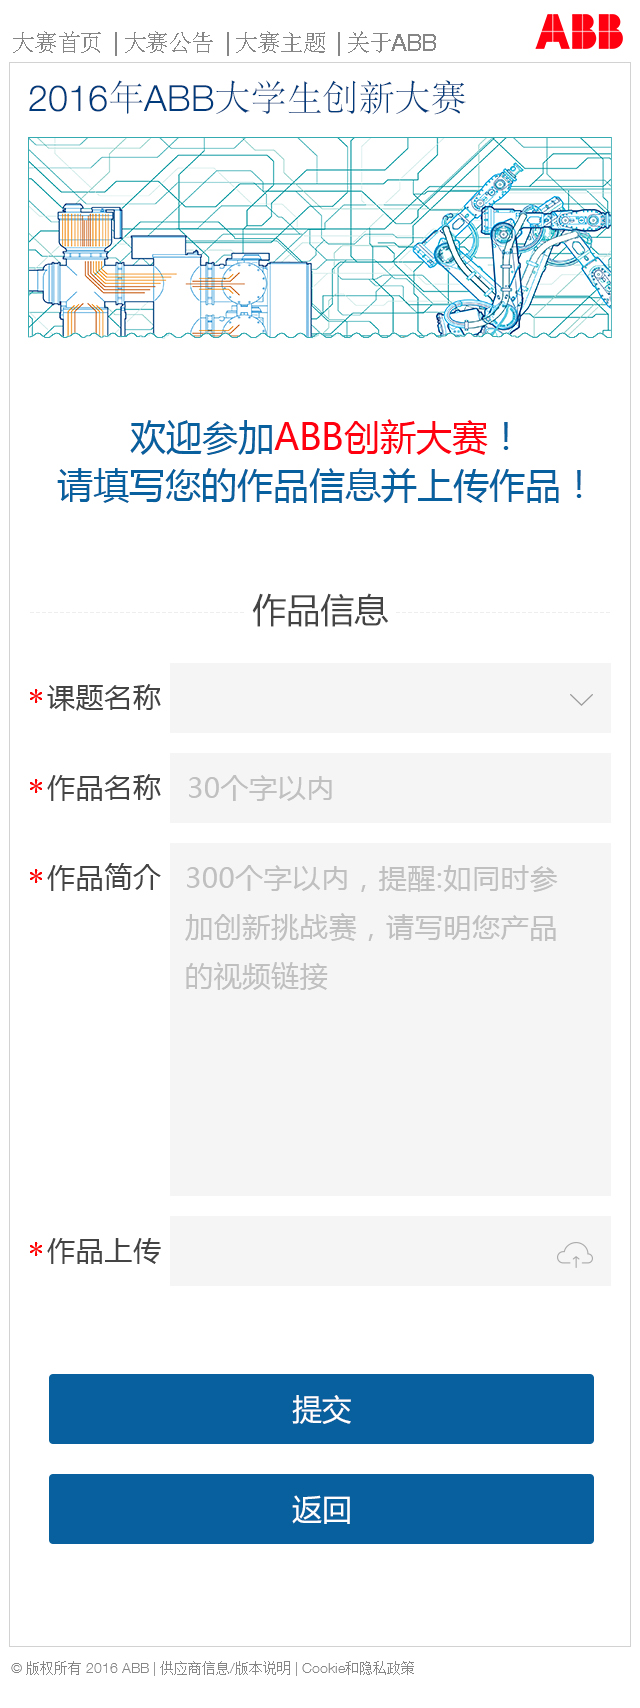 大赛首页 | 大赛公告 | 大赛主题 | 关于ABB
ABB
2016年ABB大学生创新大赛
欢迎参加ABB创新大赛！
请填写您的作品信息并上传作品！
作品信息
*课题名称
*作品名称 30个字以内
*作品简介 300个字以内，提醒:如同时参
加创新挑战赛，请写明您产品
的视频链接
*作品上传
提交
返回
© 版权所有 2016 ABB | 供应商信息/版本说明 | Cookie和隐私政策